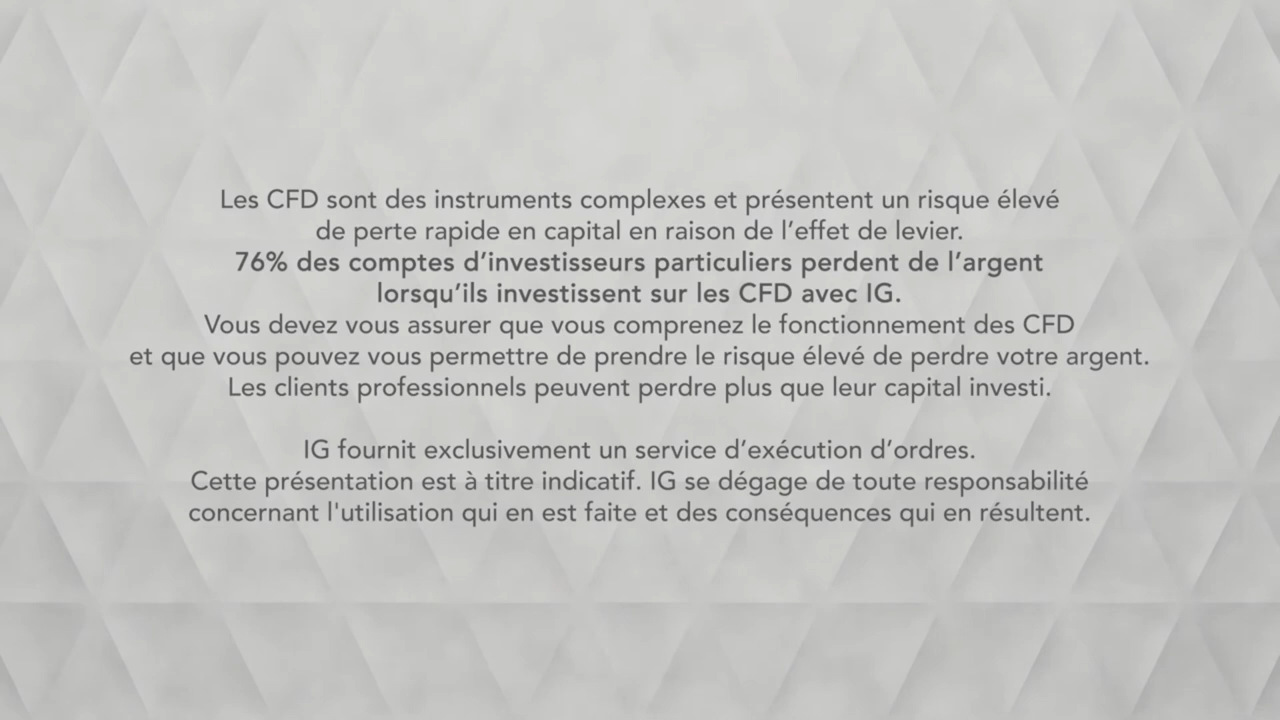 Les CFD sont des instruments complexes et présentent un risque élevé
de perte rapide en capital en raison de l’effet de levier.
76% des comptes d’investisseurs particuliers perdent de l’argent
lorsqu’ils investissent sur les CFD avec IG.
Vous devez vous assurer que vous comprenez le fonctionnement des CFD
et que vous pouvez vous permettre de prendre le risque élevé de perdre votre argent.
Les clients professionnels peuvent perdre plus que leur capital investi.
IG fournit exclusivement un service d’exécution d’ordres.
Cette présentation est à titre indicatif. IG se dégage de toute responsabilité
concernant l'utilisation qui en est faite et des conséquences qui en résultent.